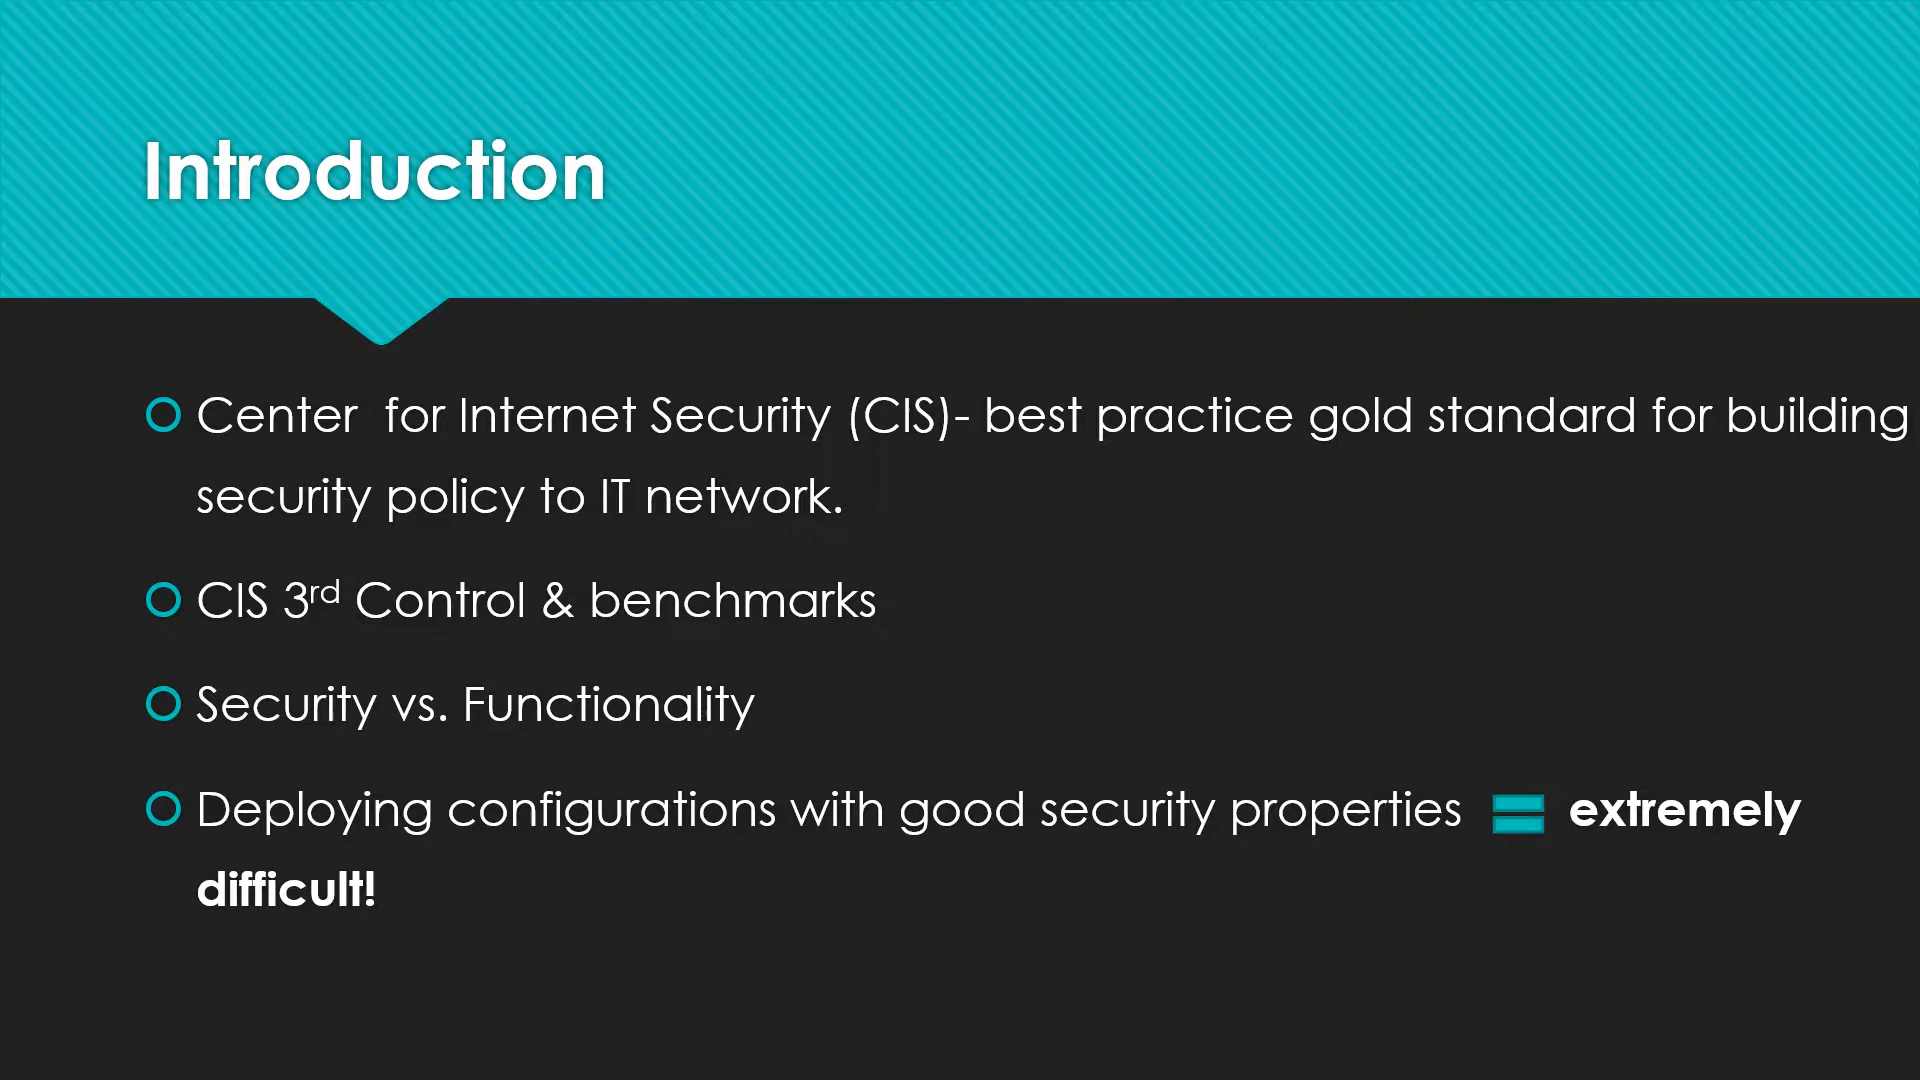 Introduction
Center  for Internet Security (CIS)- best practice gold standard for building
security policy to IT network.
CIS 3rd Control & benchmarks
Security vs. Functionality
Deploying configurations with good security properties = extremely
difficult!